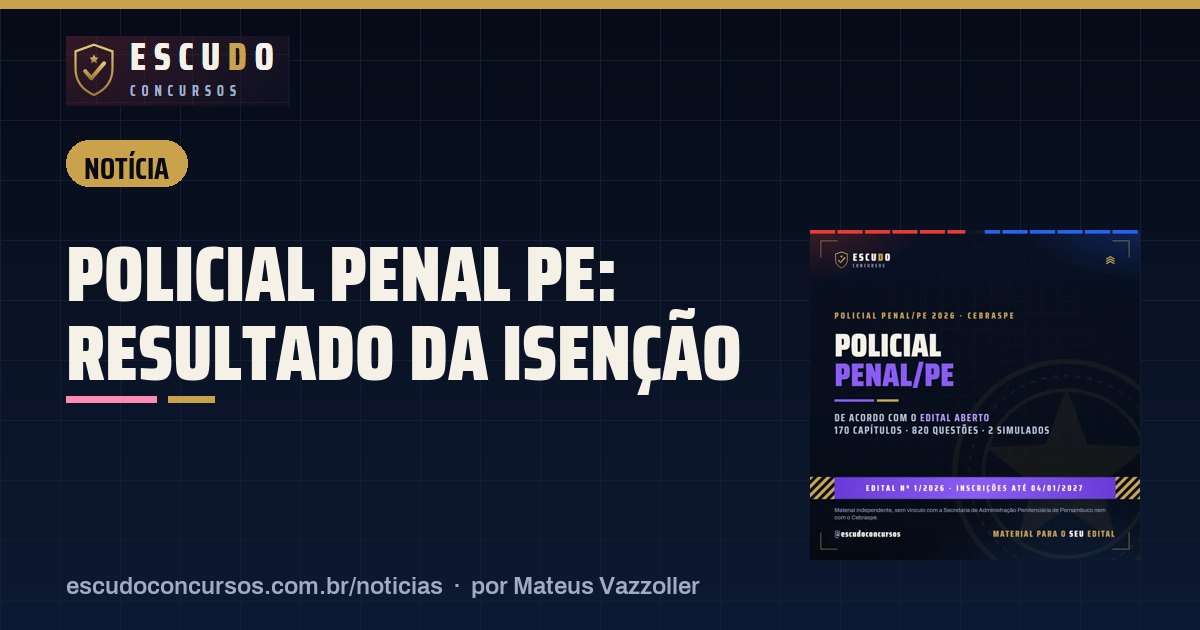 ESCUDO
CONCURSOS
NOTÍCIA
POLICIAL PENAL PE:
RESULTADO DA ISENÇÃO
ESCUDO
CONCURSOS
POLICIAL PENAL/PE 2026 · CEBRASPE
POLICIAL
PENAL/PE
DE ACORDO COM O EDITAL ABERTO
170 CAPÍTULOS · 820 QUESTÕES · 2 SIMULADOS
EDITAL Nº 1/2026 · INSCRIÇÕES ATÉ 04/01/2027
Material independente, sem vínculo com a Secretaria de Administração Penitenciária de Pernambuco nem
com o Cebraspe.
@escudoconcursos
MATERIAL PARA O SEU EDITAL
escudoconcursos.com.br/noticias · por Mateus Vazzoller